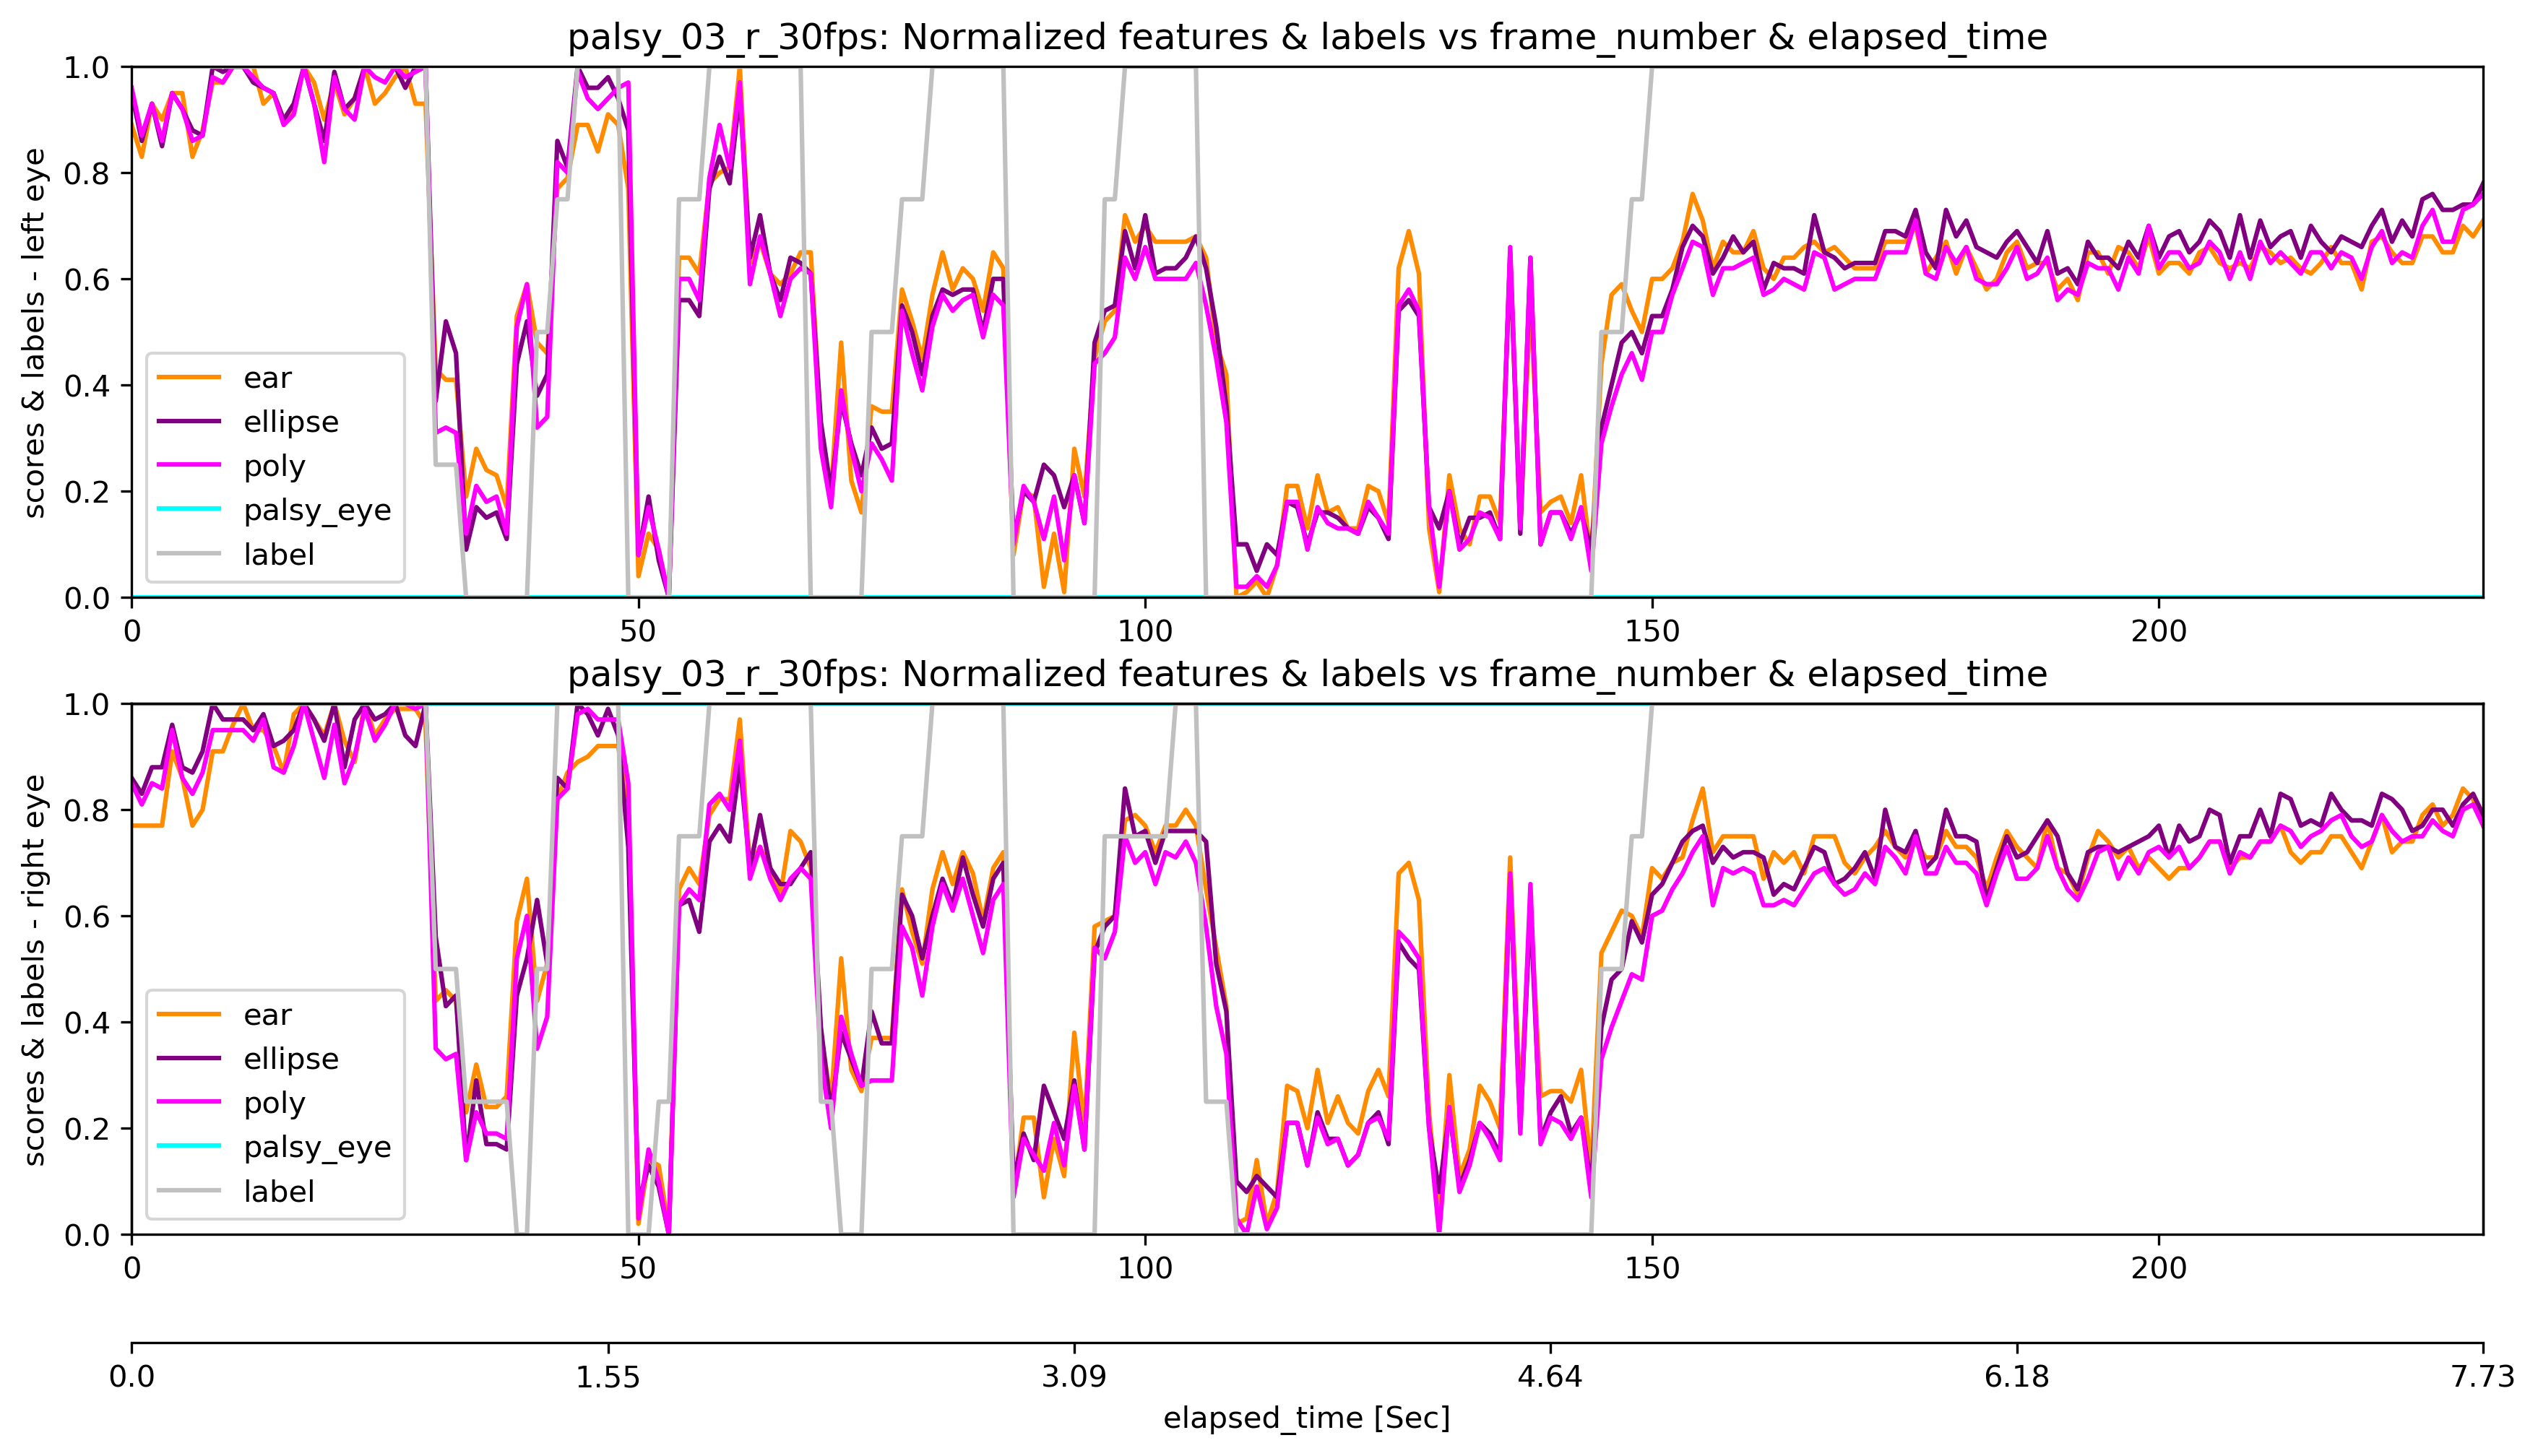 palsy_03_r_30fps: Normalized features & labels vs frame_number & elapsed_time
scores & labels - left eye
1.0
0.8
0.6
0.4
0.2
0.0
ear
ellipse
poly
palsy_eye
label
0 50 100 150 200
palsy_03_r_30fps: Normalized features & labels vs frame_number & elapsed_time
scores & labels - right eye
1.0
0.8
0.6
0.4
0.2
0.0
ear
ellipse
poly
palsy_eye
label
0 50 100 150 200
0.0 1.55 3.09 4.64 6.18 7.73
elapsed_time [Sec]